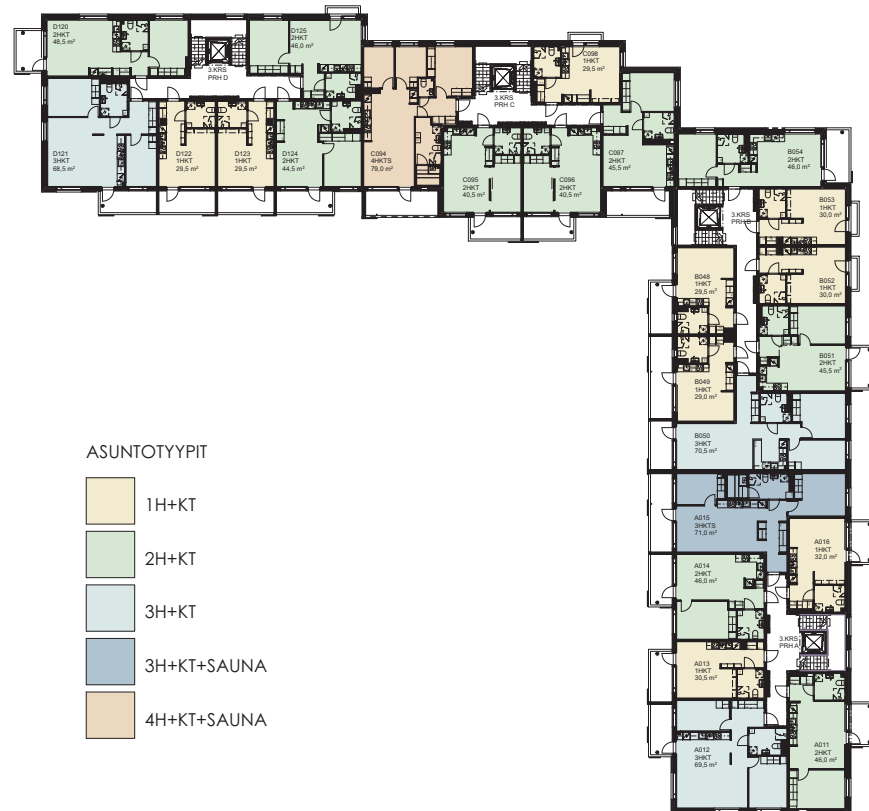 D120
2HKT
48,5 m²
D125
2HKT
46,0 m²
3.KRS
PRH D
C098
1HKT
29,5 m²
3.KRS
PRH C
D121
3HKT
68,5 m²
D122
1HKT
29,5 m²
D123
1HKT
29,5 m²
D124
2HKT
44,5 m²
C094
4HKTS
79,0 m²
C095
2HKT
40,5 m²
C096
2HKT
40,5 m²
C097
2HKT
45,5 m²
B054
2HKT
46,0 m²
B053
1HKT
30,0 m²
3.KRS
PRH B
B048
1HKT
29,5 m²
B052
1HKT
30,0 m²
B051
2HKT
45,5 m²
B049
1HKT
29,0 m²
B050
3HKT
70,5 m²
A015
3HKTS
71,0 m²
A016
1HKT
32,0 m²
A014
2HKT
46,0 m²
3.KRS
PRH A
A013
1HKT
30,5 m²
A012
3HKT
69,5 m²
A011
2HKT
46,0 m²
ASUNTOTYYPIT
1H+KT
2H+KT
3H+KT
3H+KT+SAUNA
4H+KT+SAUNA